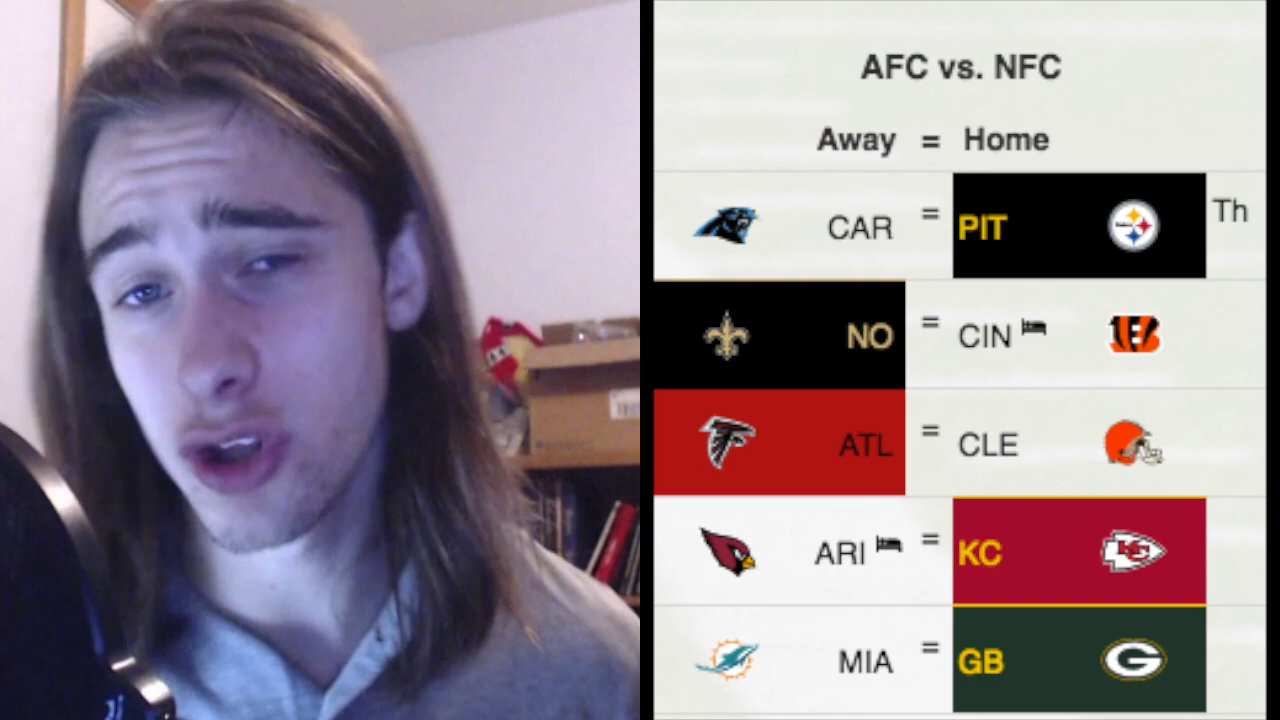 AFC vs. NFC
Away = Home
CAR = PIT Th
NO = CIN
ATL = CLE
ARI = KC
MIA = GB